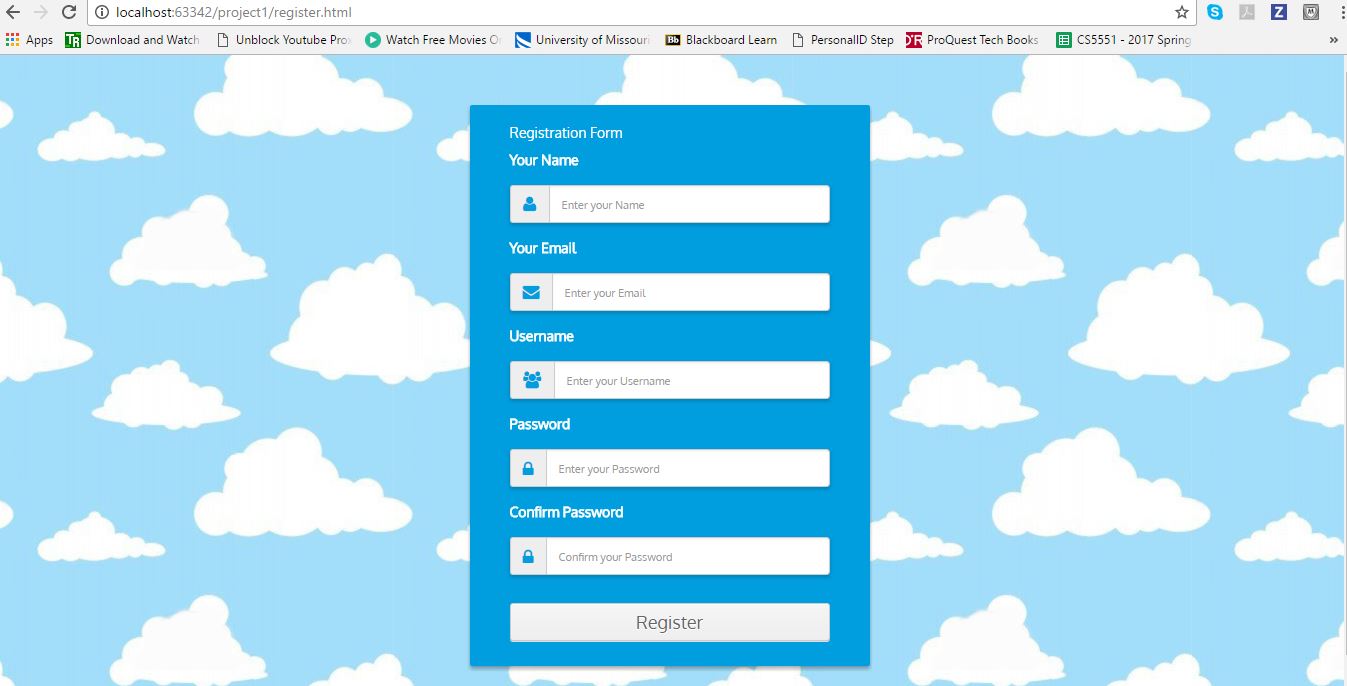 localhost:63342/project1/register.html
Apps Download and Watch Unblock Youtube Pro Watch Free Movies University of Missouri Blackboard Learn PersonalID Step ProQuest Tech Books CS5551 - 2017 Spring »
Registration Form
Your Name
Enter your Name
Your Email
Enter your Email
Username
Enter your Username
Password
Enter your Password
Confirm Password
Confirm your Password
Register